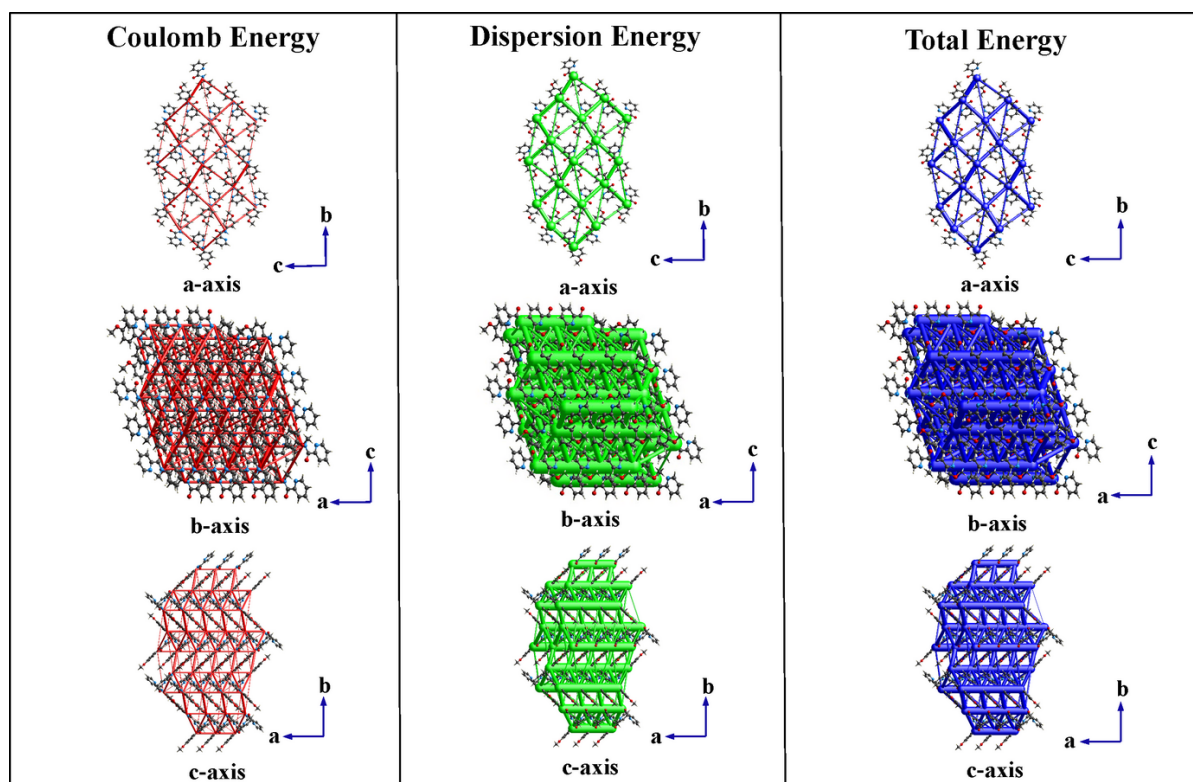 Coulomb Energy
Dispersion Energy
Total Energy
b
c
a-axis
b
c
a-axis
b
c
a-axis
c
a
b-axis
c
a
b-axis
c
a
b-axis
b
a
c-axis
b
a
c-axis
b
a
c-axis